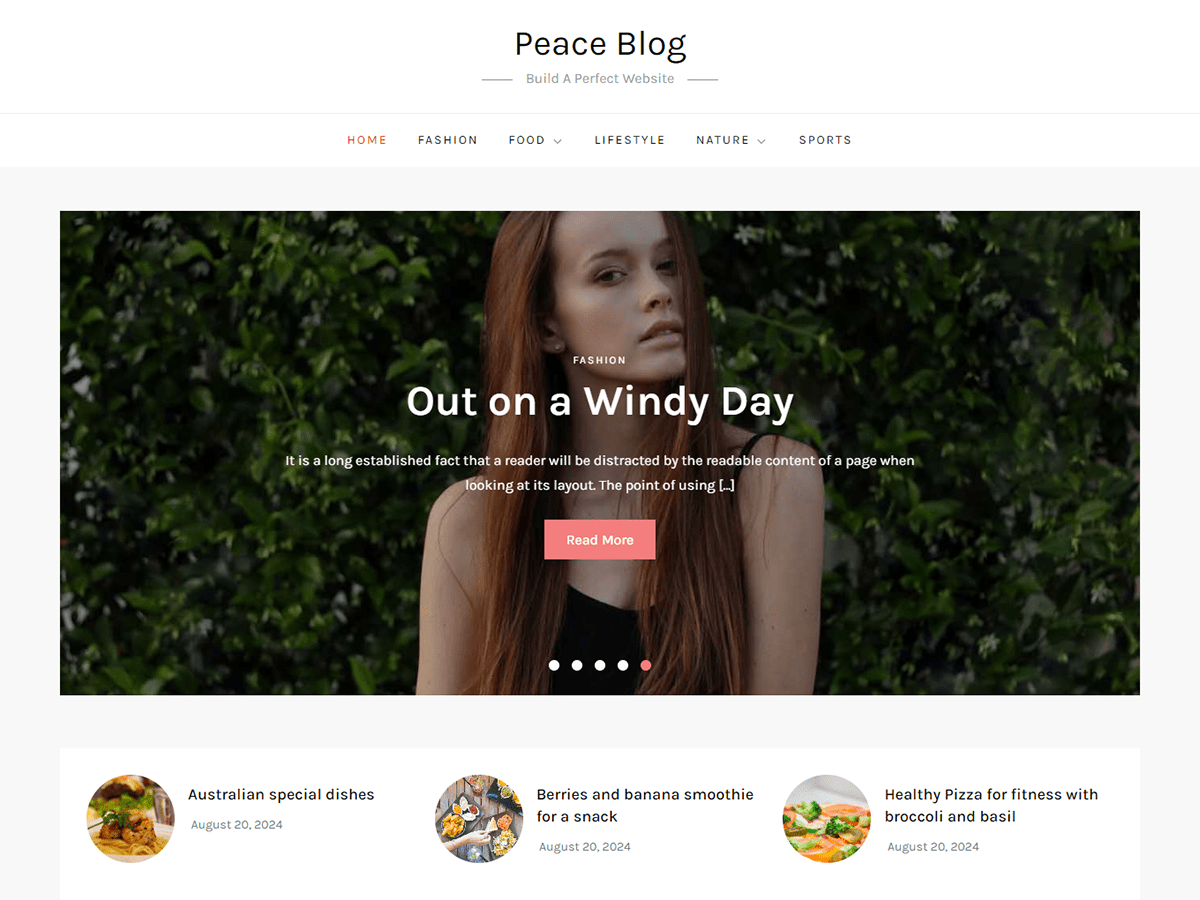 Peace Blog
Build A Perfect Website
HOME FASHION FOOD LIFESTYLE NATURE SPORTS
FASHION
Out on a Windy Day
It is a long established fact that a reader will be distracted by the readable content of a page when
looking at its layout. The point of using [...]
Read More
Australian special dishes
August 20, 2024
Berries and banana smoothie
for a snack
August 20, 2024
Healthy Pizza for fitness with
broccoli and basil
August 20, 2024